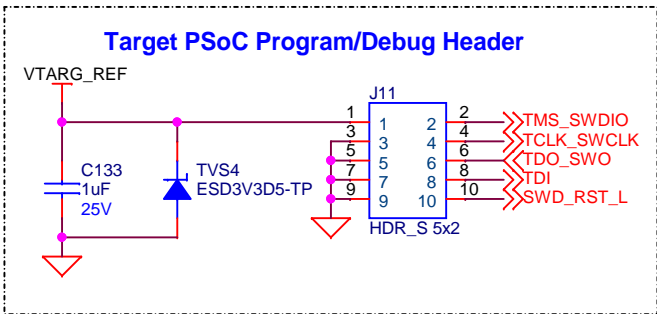 Target PSoC Program/Debug Header
VTARG_REF
J11
1 1 2 2 TMS_SWDIO
3 3 4 4 TCLK_SWCLK
5 5 6 6 TDO_SWO
7 7 8 8 TDI
9 9 10 10 SWD_RST_L
HDR_S 5x2
C133
1uF
25V
TVS4
ESD3V3D5-TP